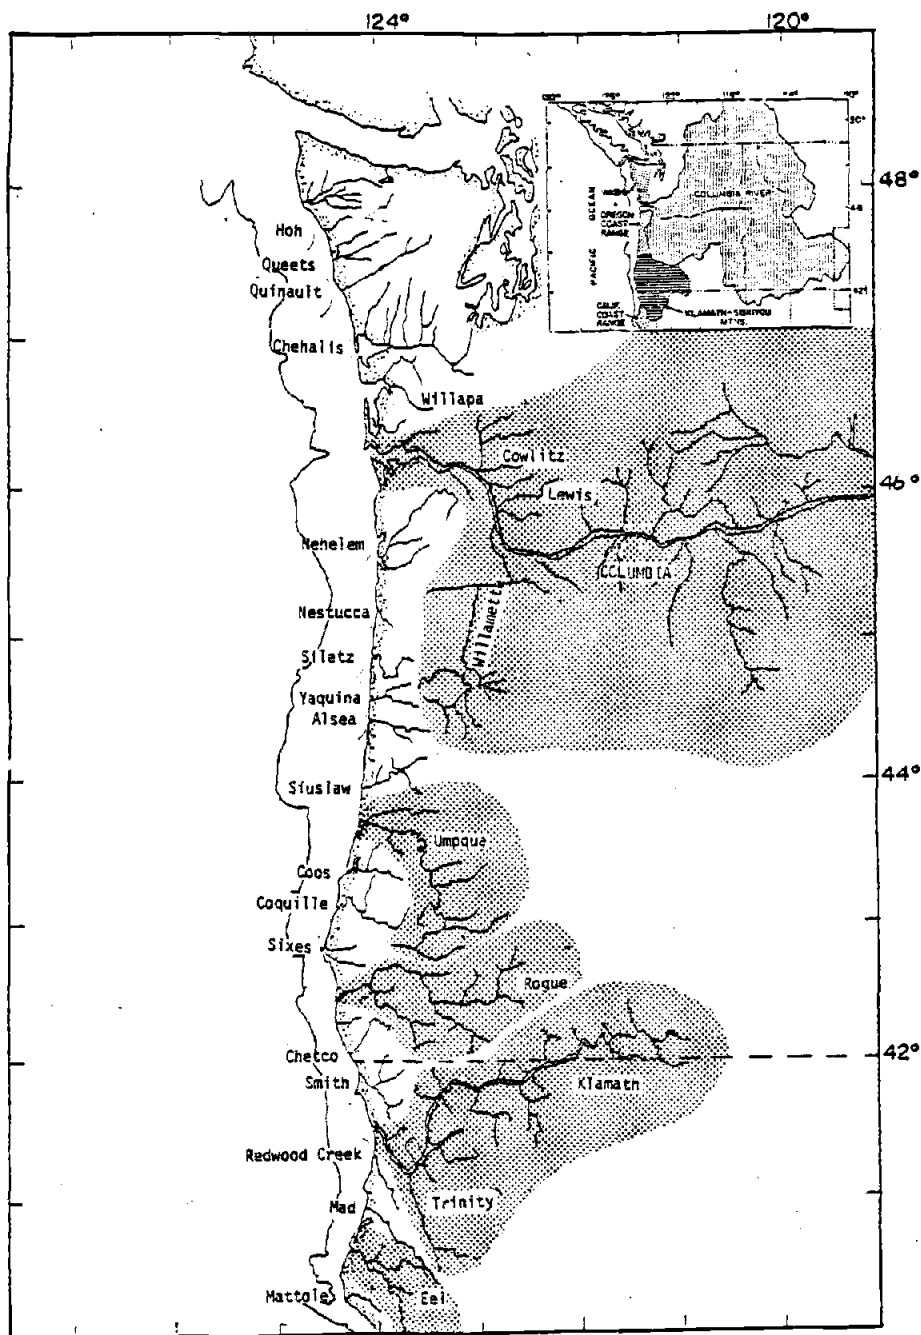 124°
120°
48°
46°
44°
42°
Hoh
Queets
Quinault
Chehalis
Willapa
Cowlitz
Lewis
COLUMBIA
Willamette
Nehelem
Nestucca
Siletz
Yaquina
Alsea
Siuslaw
Umpqua
Coos
Coquille
Sixes
Rogue
Chetco
Smith
Klamath
Redwood Creek
Trinity
Mad
Mattole
Eel
PACIFIC OCEAN
WASH.
OREGON
COAST
RANGE
COLUMBIA RIVER
CALIF.
COAST
RANGE
KLAMATH-SISKIYOU
MTNS.